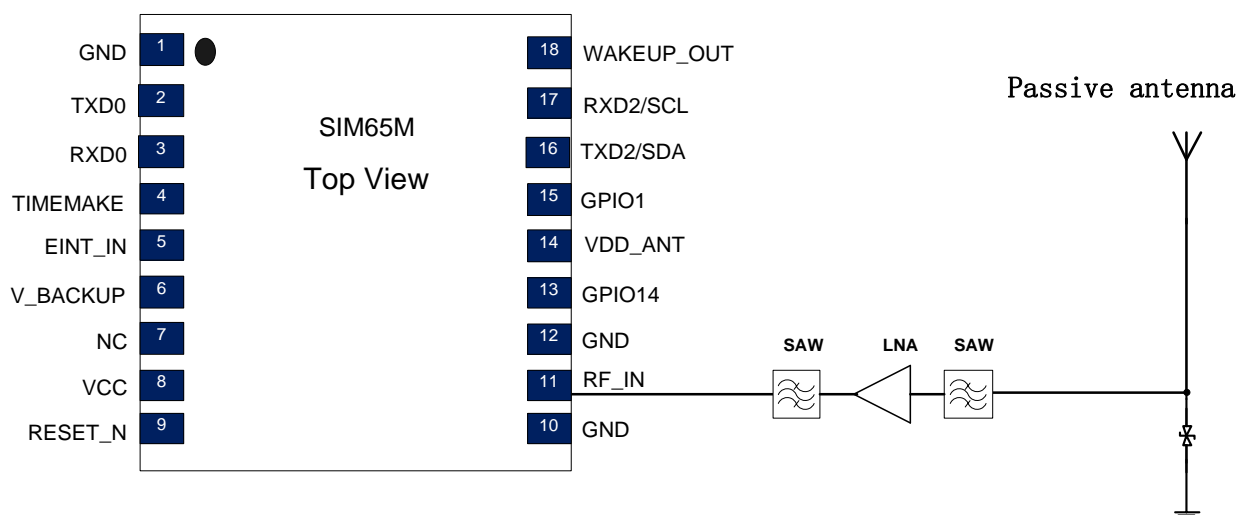 GND 1
TXD0 2
RXD0 3
TIMEMAKE 4
EINT_IN 5
V_BACKUP 6
NC 7
VCC 8
RESET_N 9
SIM65M
Top View
18 WAKEUP_OUT
17 RXD2/SCL
16 TXD2/SDA
15 GPIO1
14 VDD_ANT
13 GPIO14
12 GND
11 RF_IN
10 GND
SAW LNA SAW
Passive antenna